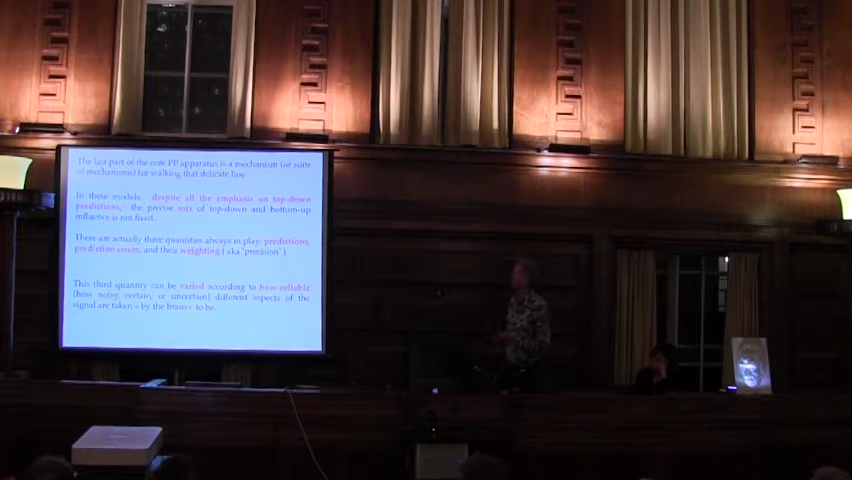 The last part of the core PP apparatus is a mechanism (or suite
of mechanisms) for walking that delicate line
In these models, despite all the emphasis on top-down
predictions, the precise mix of top-down and bottom-up
influence is not fixed.
There are actually three quantities always in play: predictions,
prediction errors, and their weighting ( aka 'precision' )
This third quantity can be varied according to how reliable
(how noisy, certain, or uncertain) different aspects of the
signal are taken – by the brain - to be.